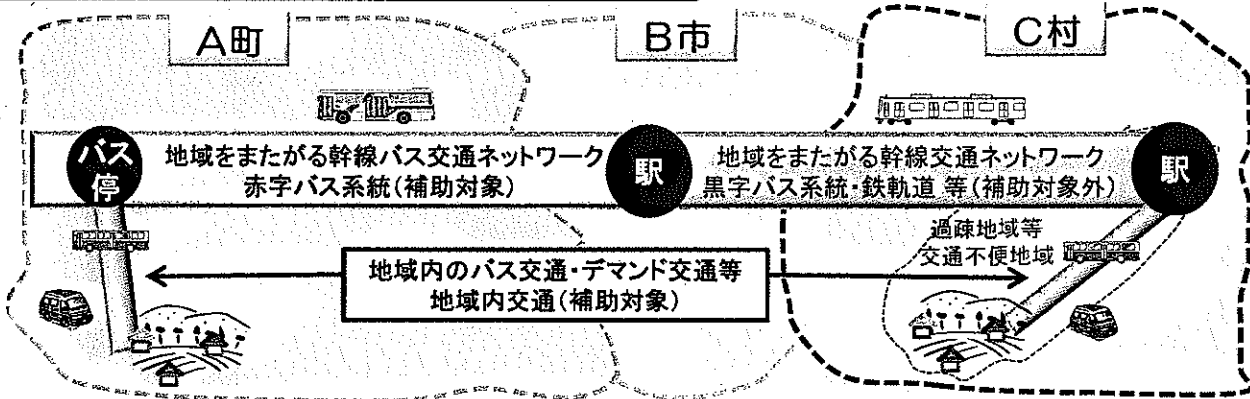 A町
B市
C村
バス
停
地域をまたがる幹線バス交通ネットワーク
赤字バス系統(補助対象)
駅
地域をまたがる幹線交通ネットワーク
黒字バス系統・鉄軌道 等(補助対象外)
駅
過疎地域等
交通不便地域
地域内のバス交通・デマンド交通等
地域内交通(補助対象)